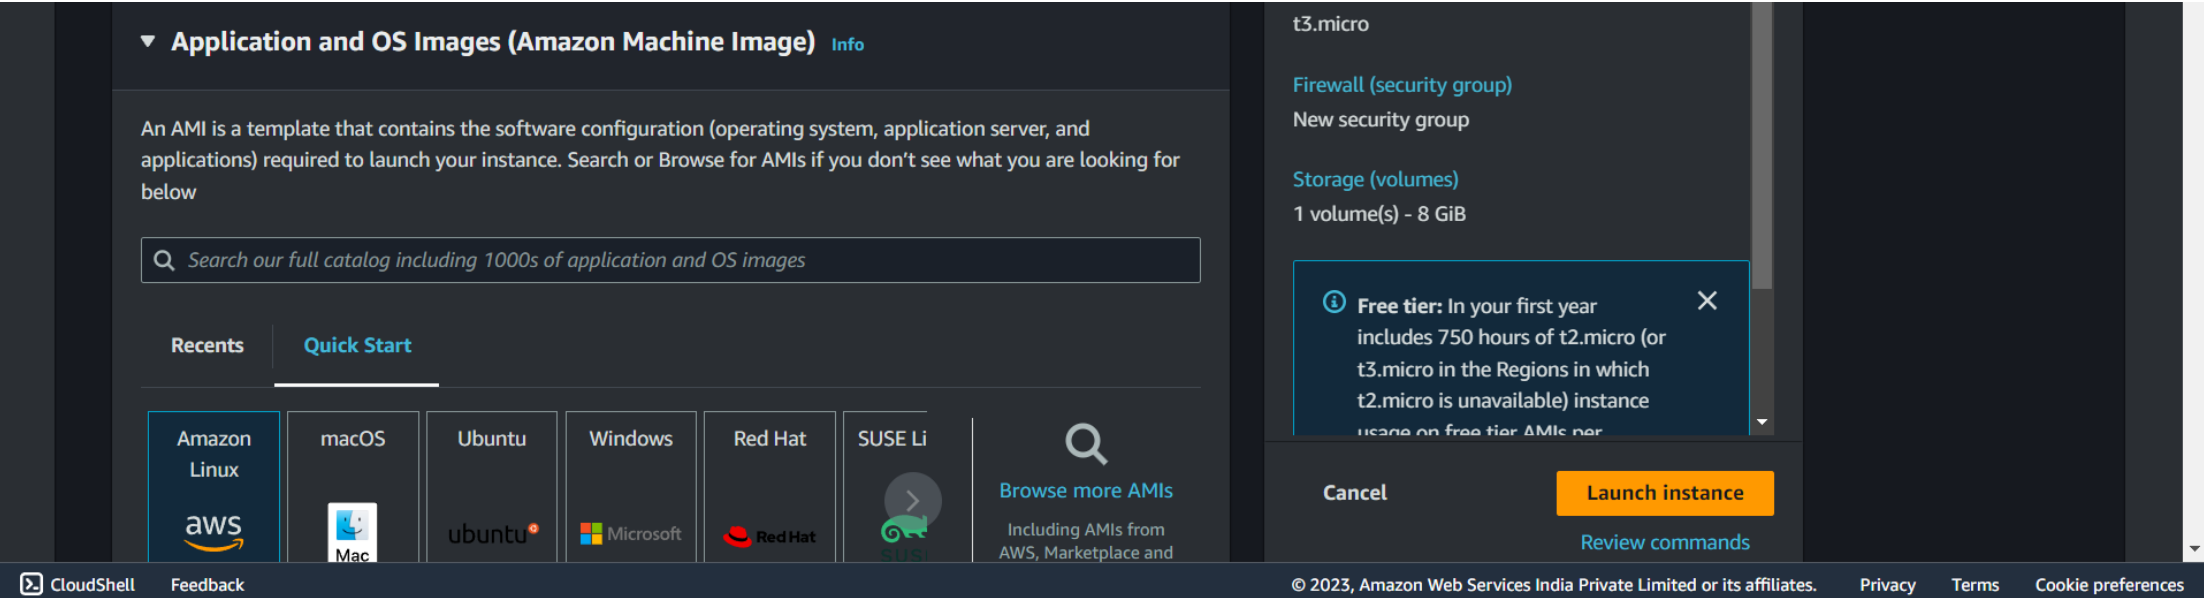 Application and OS Images (Amazon Machine Image) Info
An AMI is a template that contains the software configuration (operating system, application server, and
applications) required to launch your instance. Search or Browse for AMIs if you don't see what you are looking for
below
Search our full catalog including 1000s of application and OS images
Recents
Quick Start
Amazon
Linux
aws
macOS
Mac
Ubuntu
ubuntu
Windows
Microsoft
Red Hat
Red Hat
SUSE Li
SUSE
Browse more AMIs
Including AMIs from
AWS, Marketplace and
t3.micro
Firewall (security group)
New security group
Storage (volumes)
1 volume(s) - 8 GiB
Free tier: In your first year
includes 750 hours of t2.micro (or
t3.micro in the Regions in which
t2.micro is unavailable) instance
usage on free tier AMIs per
Cancel
Launch instance
Review commands
CloudShell
Feedback
© 2023, Amazon Web Services India Private Limited or its affiliates.
Privacy
Terms
Cookie preferences